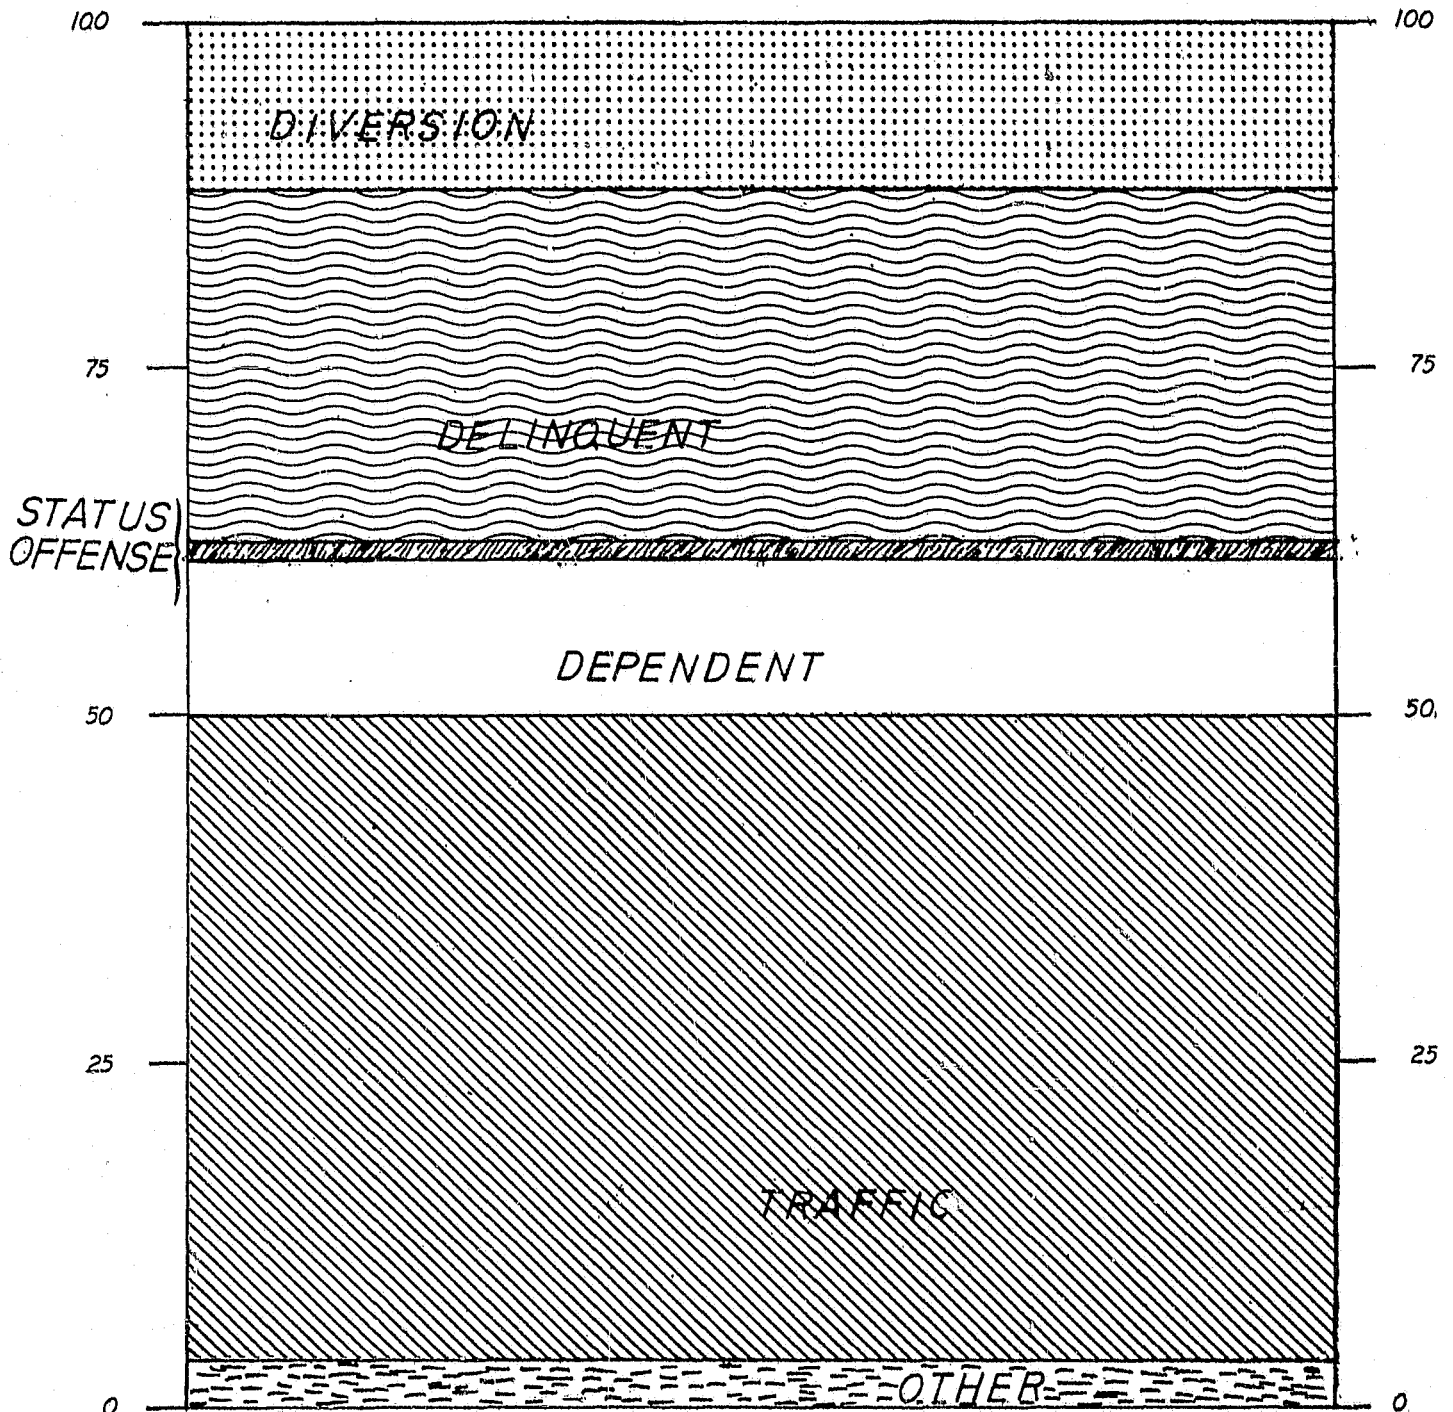 100 100
DIVERSION
75 75
DELINQUENT
STATUS
OFFENSE
DEPENDENT
50 50
25 25
TRAFFIC
OTHER
0 0